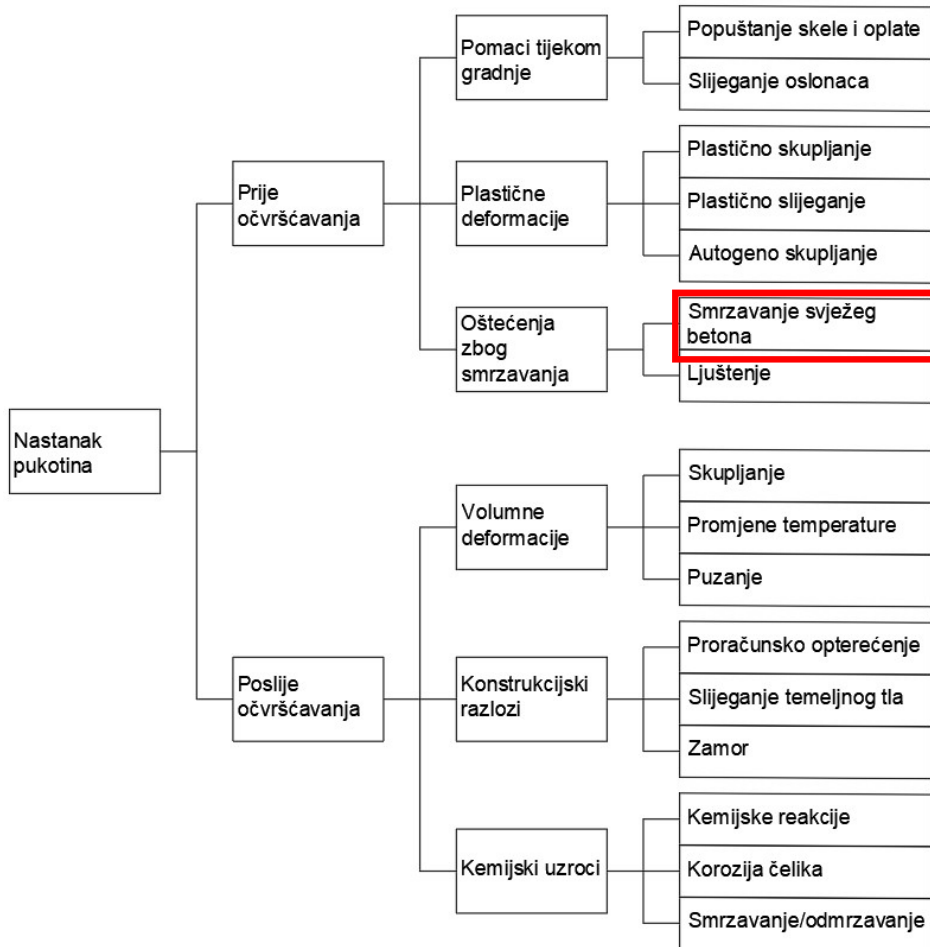 Nastanak
pukotina
Prije
očvršćavanja
Pomaci tijekom
gradnje
Popuštanje skele i oplate
Slijeganje oslonaca
Plastične
deformacije
Plastično skupljanje
Plastično slijeganje
Autogeno skupljanje
Oštećenja
zbog
smrzavanja
Smrzavanje svježeg
betona
Ljuštenje
Poslije
očvršćavanja
Volumne
deformacije
Skupljanje
Promjene temperature
Puzanje
Konstrukcijski
razlozi
Proračunsko opterećenje
Slijeganje temeljnog tla
Zamor
Kemijski uzroci
Kemijske reakcije
Korozija čelika
Smrzavanje/odmrzavanje